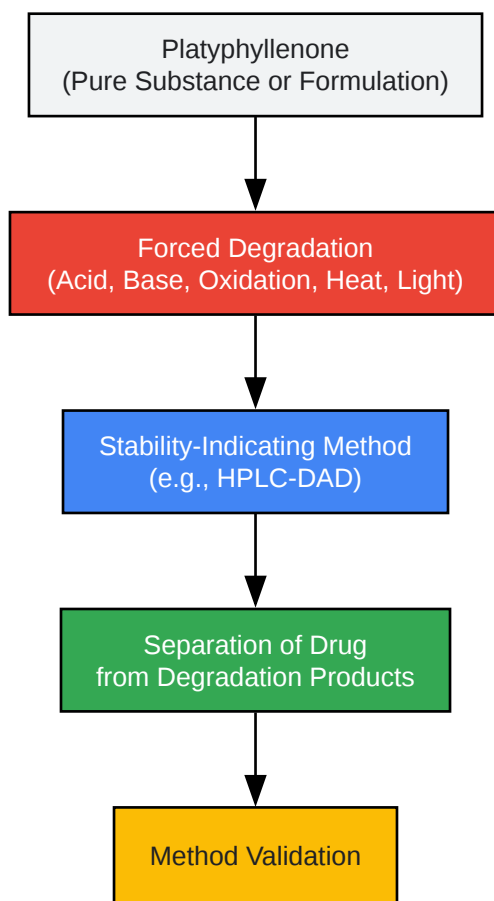 Platyphyllenone
(Pure Substance or Formulation)
Forced Degradation
(Acid, Base, Oxidation, Heat, Light)
Stability-Indicating Method
(e.g., HPLC-DAD)
Separation of Drug
from Degradation Products
Method Validation